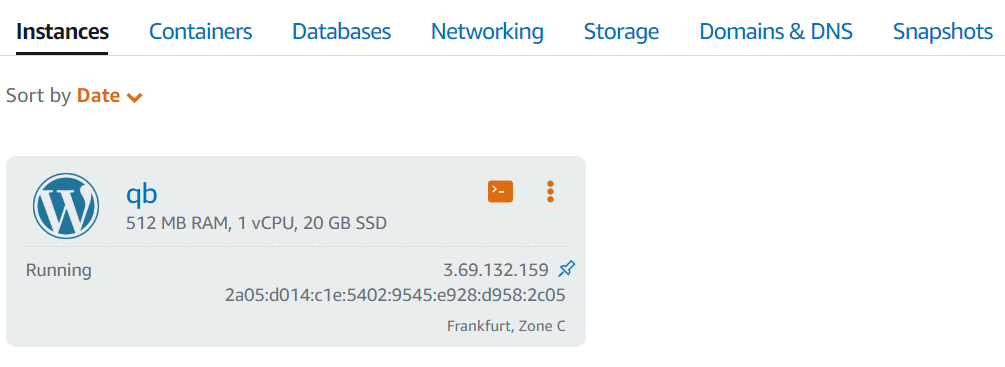 Instances Containers Databases Networking Storage Domains & DNS Snapshots
Sort by Date
qb
512 MB RAM, 1 vCPU, 20 GB SSD
Running 3.69.132.159
2a05:d014:c1e:5402:9545:e928:d958:2c05
Frankfurt, Zone C